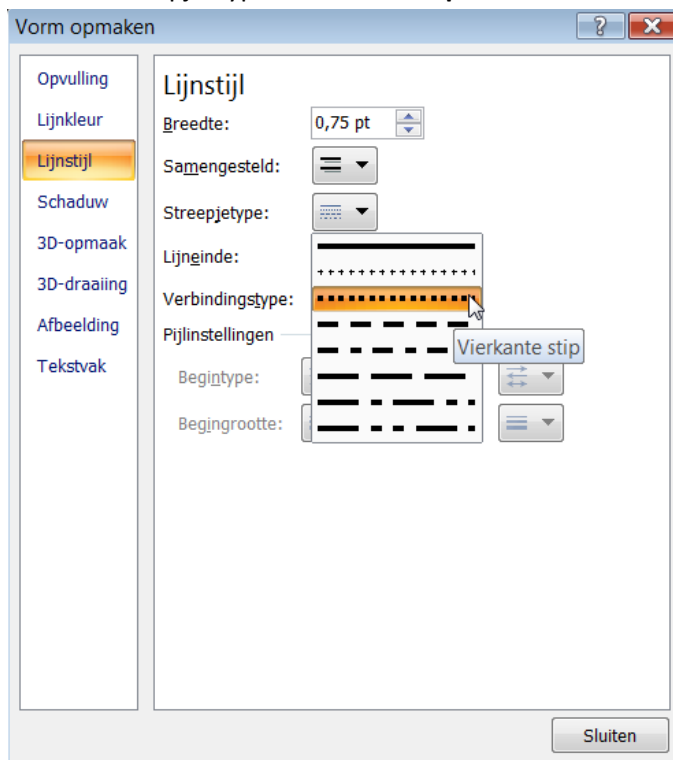 Vorm opmaken
Opvulling
Lijnkleur
Lijnstijl
Schaduw
3D-opmaak
3D-draaiing
Afbeelding
Tekstvak
Lijnstijl
Breedte: 0,75 pt
Samengesteld:
Streepjetype:
Lijneinde:
Verbindingstype:
Vierkante stip
Pijlinstellingen
Begintype:
Begingrootte:
Sluiten